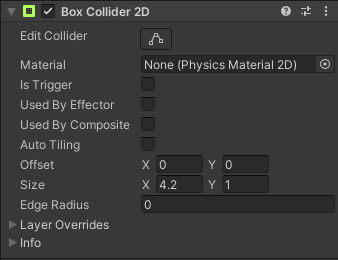 Box Collider 2D
Edit Collider
Material None (Physics Material 2D)
Is Trigger
Used By Effector
Used By Composite
Auto Tiling
Offset X 0 Y 0
Size X 4.2 Y 1
Edge Radius 0
Layer Overrides
Info